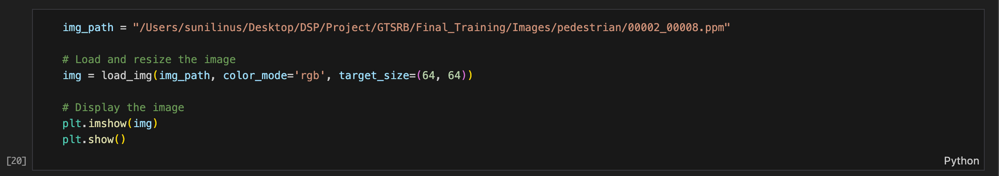 img_path = "/Users/sunilinus/Desktop/DSP/Project/GTSRB/Final_Training/Images/pedestrian/00002_00008.ppm"
# Load and resize the image
img = load_img(img_path, color_mode='rgb', target_size=(64, 64))
# Display the image
plt.imshow(img)
plt.show()
[20]
Python